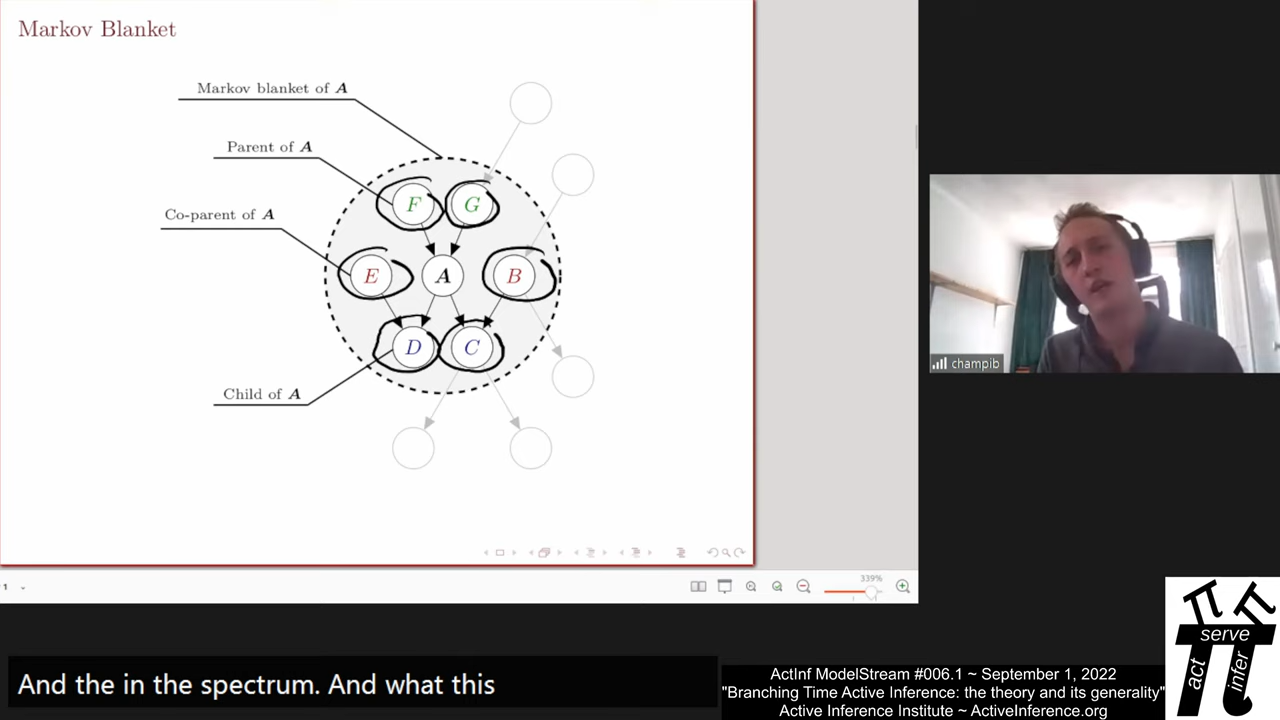 Markov Blanket
Markov blanket of A
Parent of A
Co-parent of A
F G
E A B
D C
Child of A
1
339%
champib
And the in the spectrum. And what this
ActInf ModelStream #006.1 ~ September 1, 2022
"Branching Time Active Inference: the theory and its generality"
Active Inference Institute ~ ActiveInference.org
π π
serve
π
act
infer